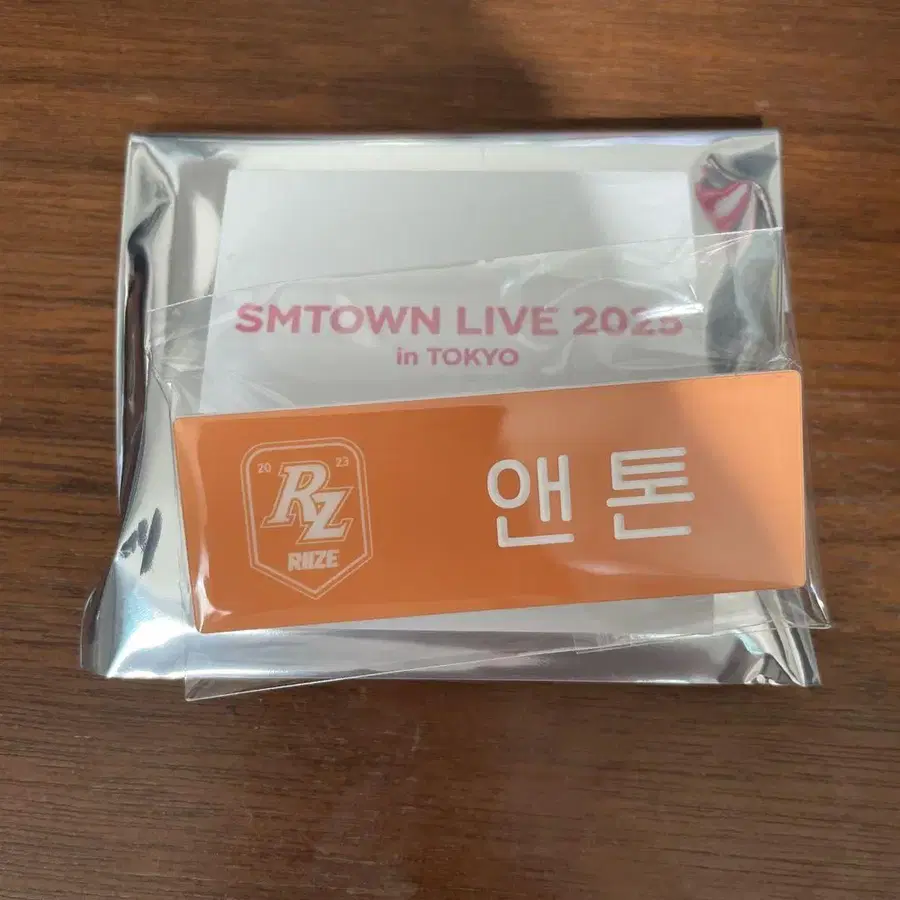 SMTOWN LIVE 2025
in TOKYO
20 23
RZ
RIIZE
앤톤